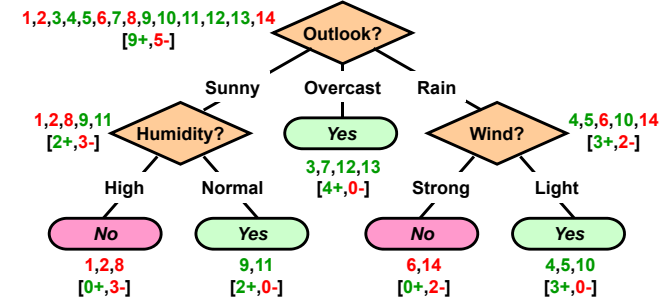 1,2,3,4,5,6,7,8,9,10,11,12,13,14
[9+,5-]
Outlook?
Sunny
Overcast
Rain
1,2,8,9,11
[2+,3-]
Humidity?
Yes
Wind?
4,5,6,10,14
[3+,2-]
3,7,12,13
[4+,0-]
High
Normal
Strong
Light
No
Yes
No
Yes
1,2,8
[0+,3-]
9,11
[2+,0-]
6,14
[0+,2-]
4,5,10
[3+,0-]